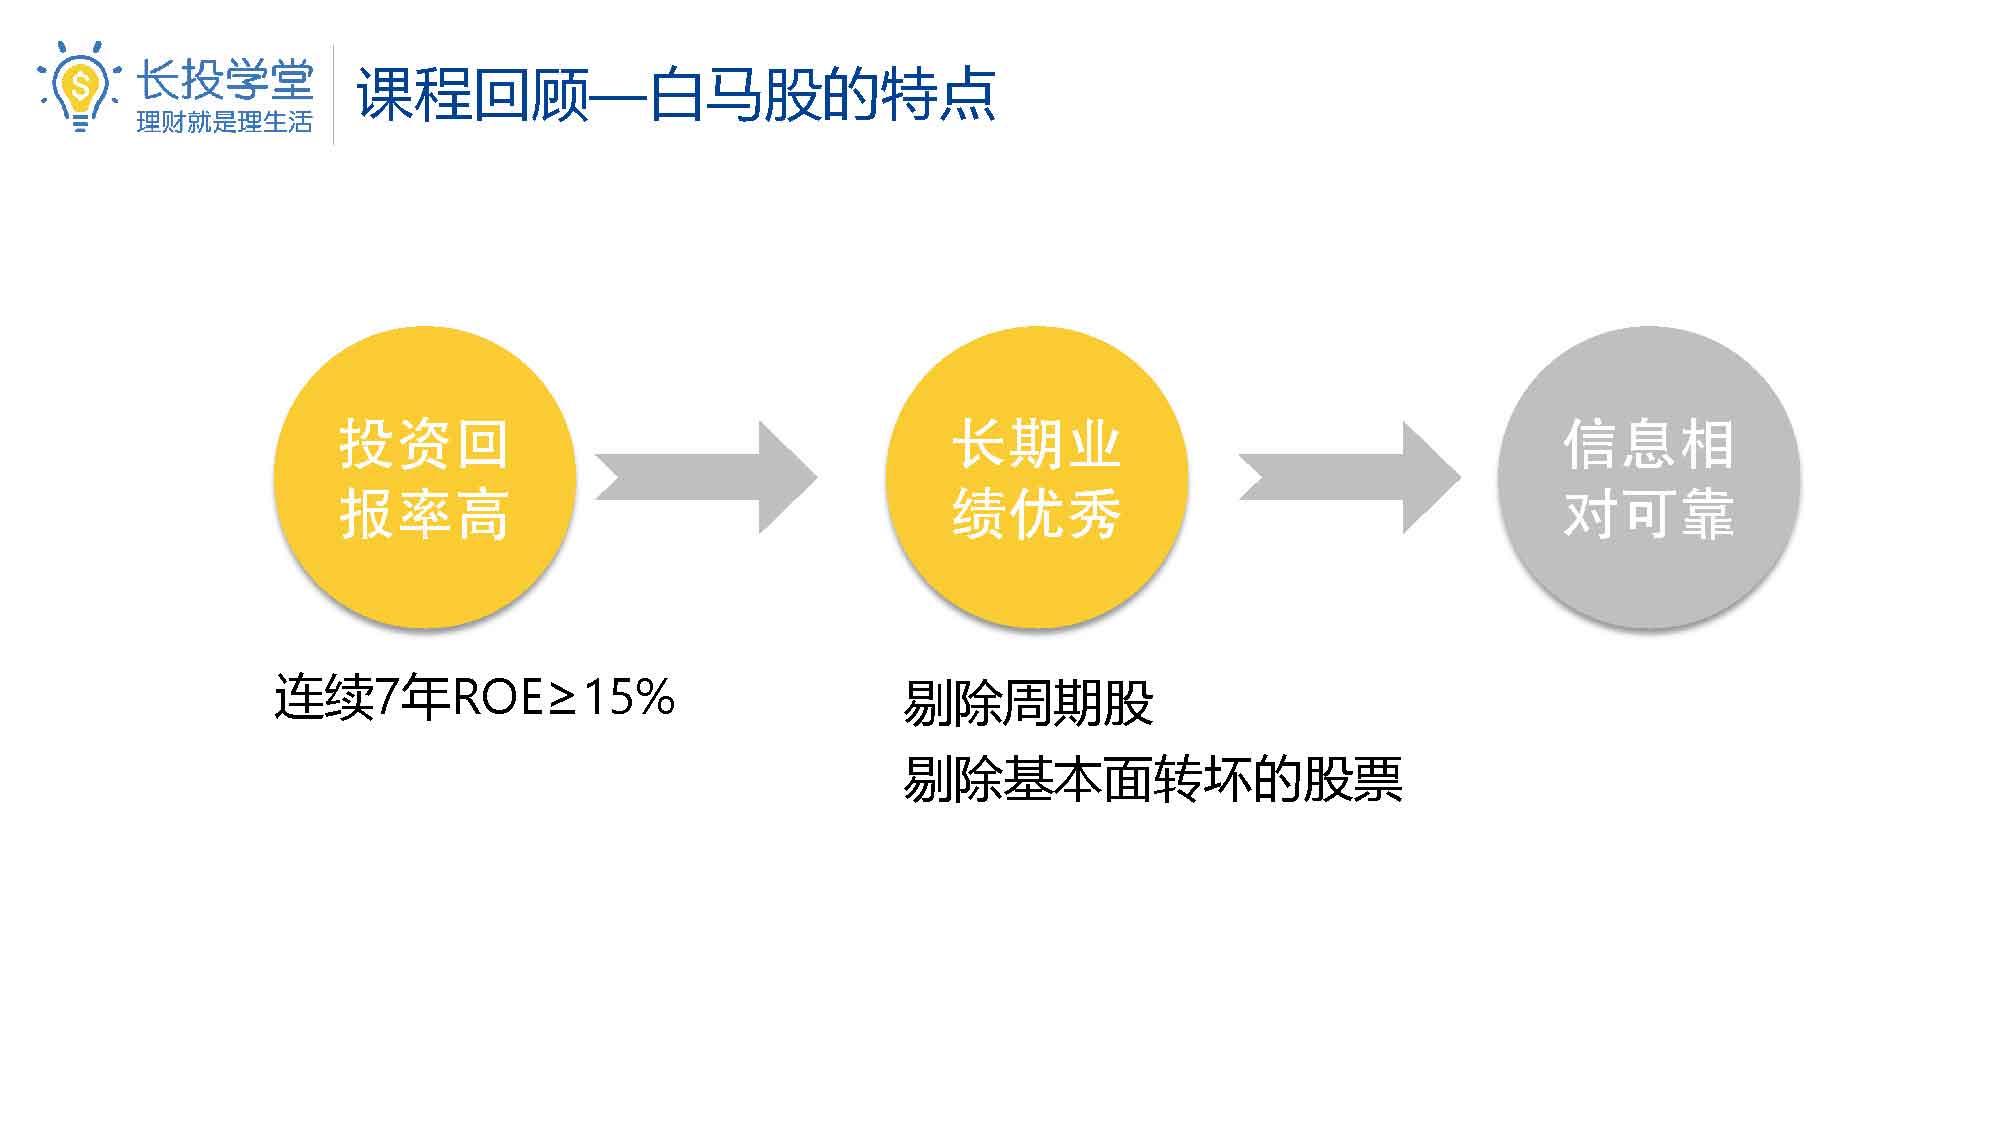 长投学堂
理财就是理生活
课程回顾—白马股的特点
投资回
报率高
长期业
绩优秀
信息相
对可靠
连续7年ROE≥15%
剔除周期股
剔除基本面转坏的股票